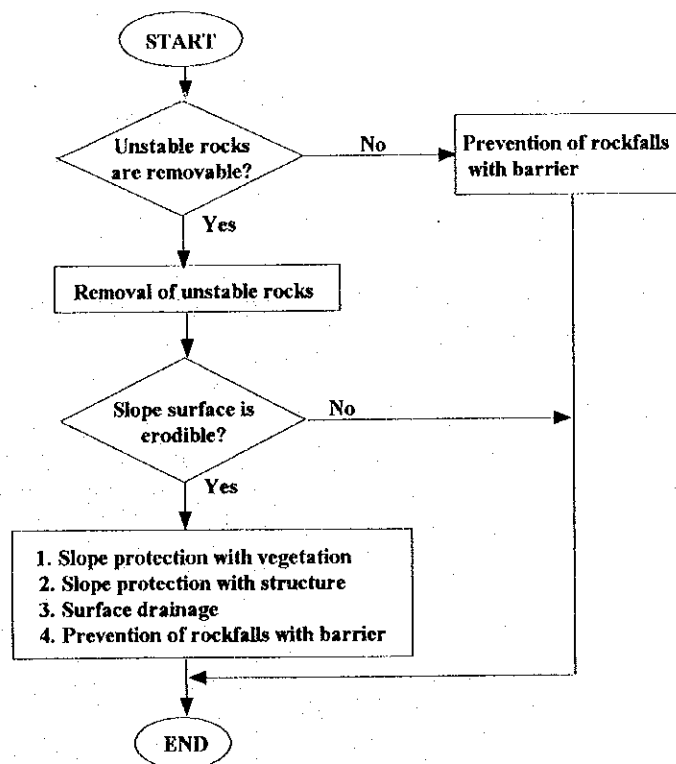 START
Unstable rocks
are removable?
No
Prevention of rockfalls
with barrier
Yes
Removal of unstable rocks
Slope surface is
erodible?
No
Yes
1. Slope protection with vegetation
2. Slope protection with structure
3. Surface drainage
4. Prevention of rockfalls with barrier
END